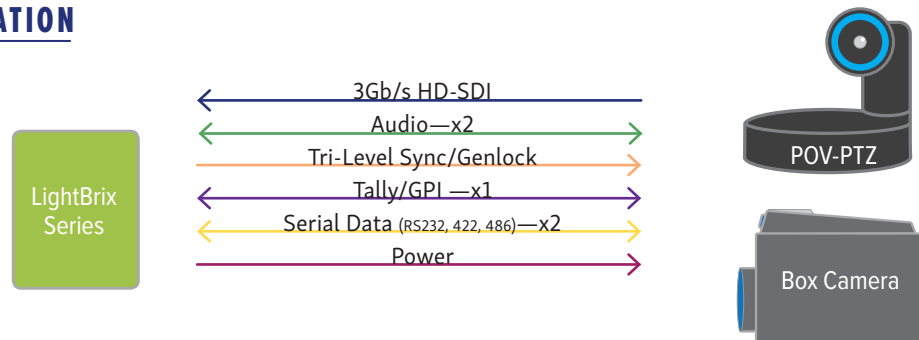 ATION
3Gb/s HD-SDI
Audio—x2
Tri-Level Sync/Genlock
Tally/GPI —x1
Serial Data (RS232, 422, 486)—x2
Power
LightBrix
Series
POV-PTZ
Box Camera